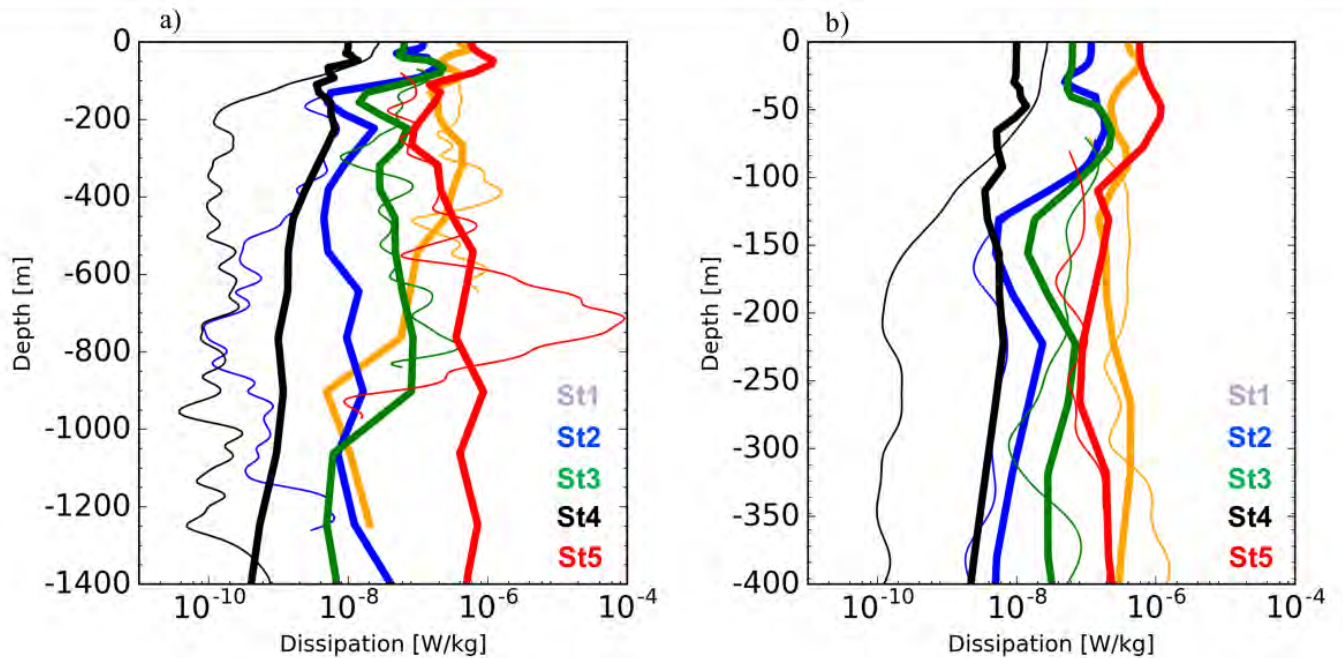 a)
0
-200
-400
-600
-800
-1000
-1200
-1400
Depth [m]
10^-10
10^-8
10^-6
10^-4
Dissipation [W/kg]
St1
St2
St3
St4
St5
b)
0
-50
-100
-150
-200
-250
-300
-350
-400
Depth [m]
10^-10
10^-8
10^-6
10^-4
Dissipation [W/kg]
St1
St2
St3
St4
St5